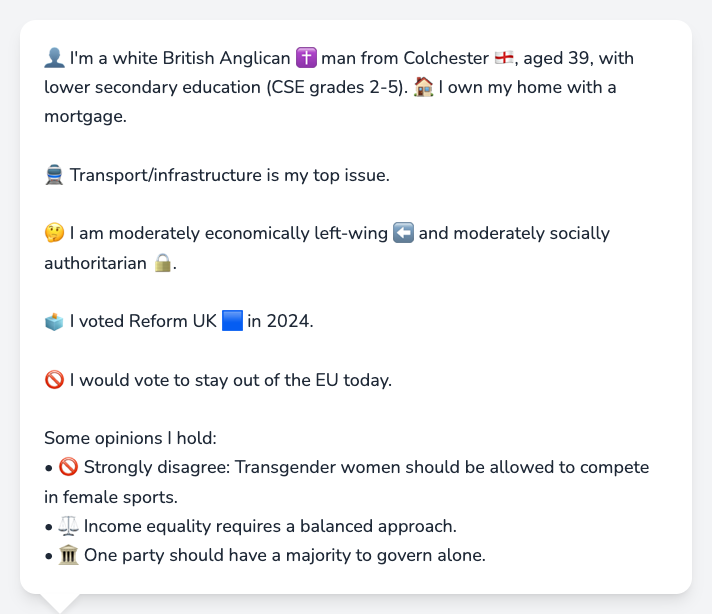 👤 I'm a white British Anglican ✝️ man from Colchester 🏴󠁧󠁢󠁥󠁮󠁧󠁿, aged 39, with
lower secondary education (CSE grades 2-5). 🏠 I own my home with a
mortgage.
🚆 Transport/infrastructure is my top issue.
🤔 I am moderately economically left-wing ⬅️ and moderately socially
authoritarian 🔒.
🗳️ I voted Reform UK 🟦 in 2024.
🚫 I would vote to stay out of the EU today.
Some opinions I hold:
• 🚫 Strongly disagree: Transgender women should be allowed to compete
in female sports.
• ⚖️ Income equality requires a balanced approach.
• 🏛️ One party should have a majority to govern alone.